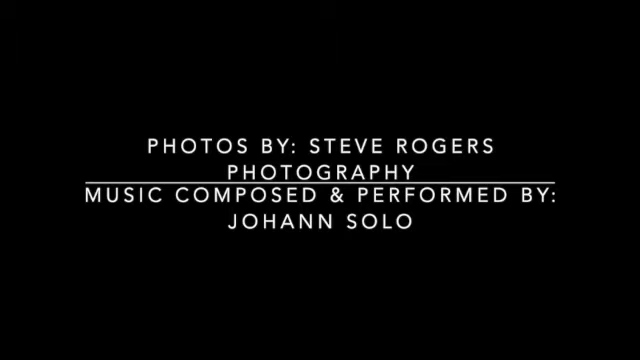 PHOTOS BY: STEVE ROGERS
PHOTOGRAPHY
MUSIC COMPOSED & PERFORMED BY:
JOHANN SOLO